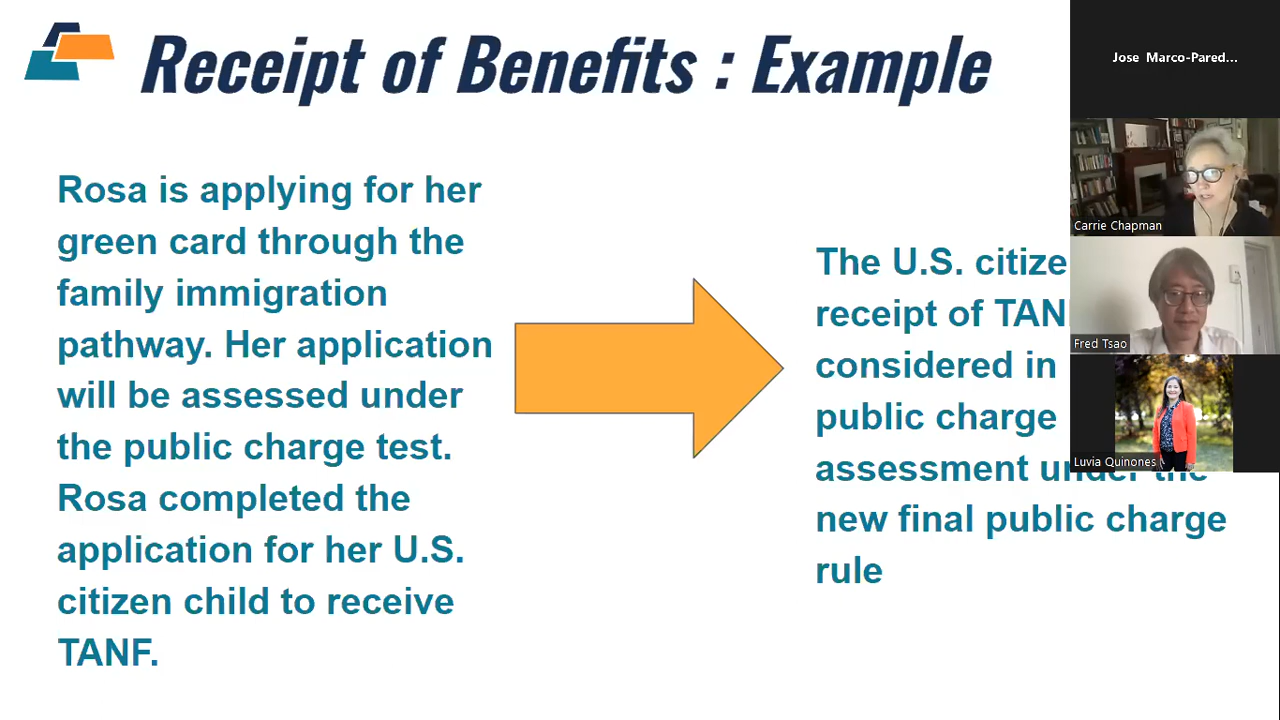 Receipt of Benefits : Example
Rosa is applying for her
green card through the
family immigration
pathway. Her application
will be assessed under
the public charge test.
Rosa completed the
application for her U.S.
citizen child to receive
TANF.
The U.S.
receipt of
considered in
public charge
assessment under the
new final public charge
rule
Jose Marco-Pared...
Carrie Chapman
Fred Tsao
Luvia Quinones (